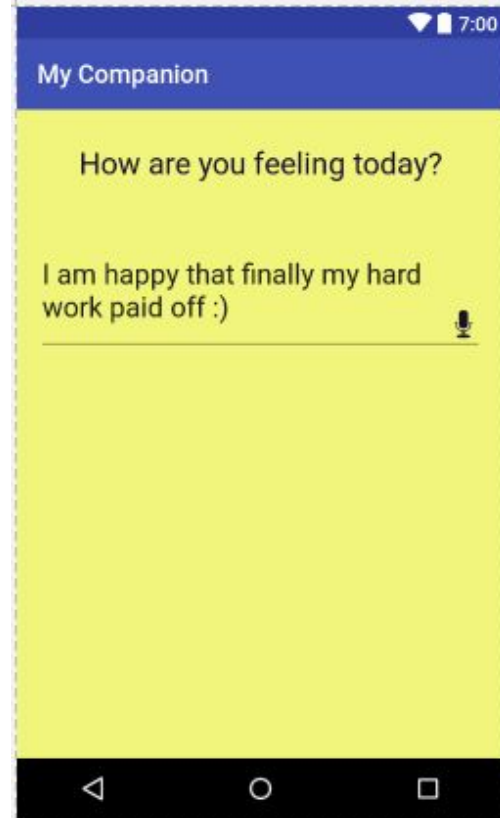 7:00
My Companion
How are you feeling today?
I am happy that finally my hard
work paid off :)